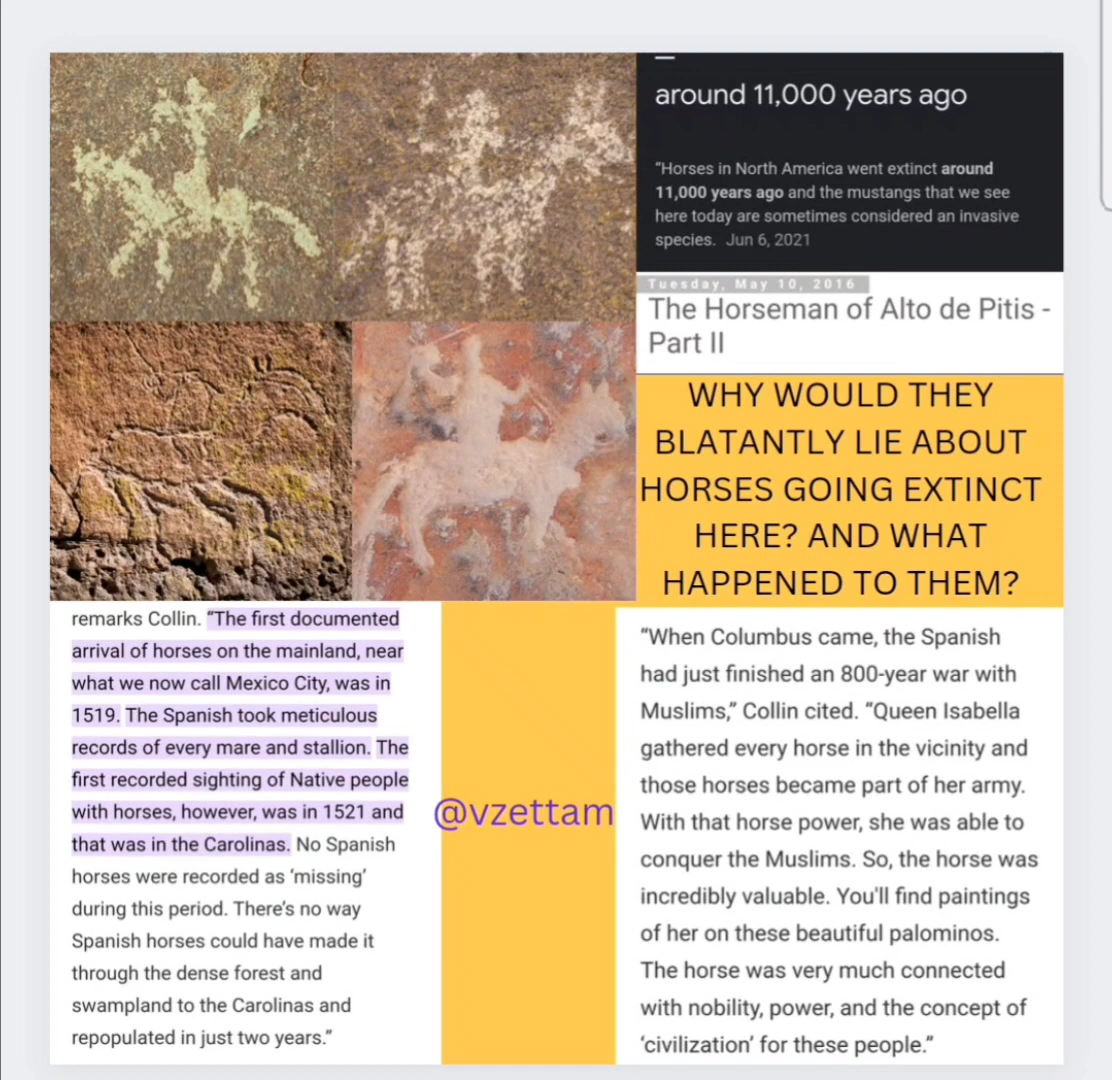 around 11,000 years ago
“Horses in North America went extinct around
11,000 years ago and the mustangs that we see
here today are sometimes considered an invasive
species. Jun 6, 2021
Tuesday, May 10, 2016
The Horseman of Alto de Pitis -
Part II
WHY WOULD THEY
BLATANTLY LIE ABOUT
HORSES GOING EXTINCT
HERE? AND WHAT
HAPPENED TO THEM?
remarks Collin. “The first documented
arrival of horses on the mainland, near
what we now call Mexico City, was in
1519. The Spanish took meticulous
records of every mare and stallion. The
first recorded sighting of Native people
with horses, however, was in 1521 and
that was in the Carolinas. No Spanish
horses were recorded as ‘missing’
during this period. There’s no way
Spanish horses could have made it
through the dense forest and
swampland to the Carolinas and
repopulated in just two years.”
@vzettam
“When Columbus came, the Spanish
had just finished an 800-year war with
Muslims,” Collin cited. “Queen Isabella
gathered every horse in the vicinity and
those horses became part of her army.
With that horse power, she was able to
conquer the Muslims. So, the horse was
incredibly valuable. You'll find paintings
of her on these beautiful palominos.
The horse was very much connected
with nobility, power, and the concept of
‘civilization’ for these people.”